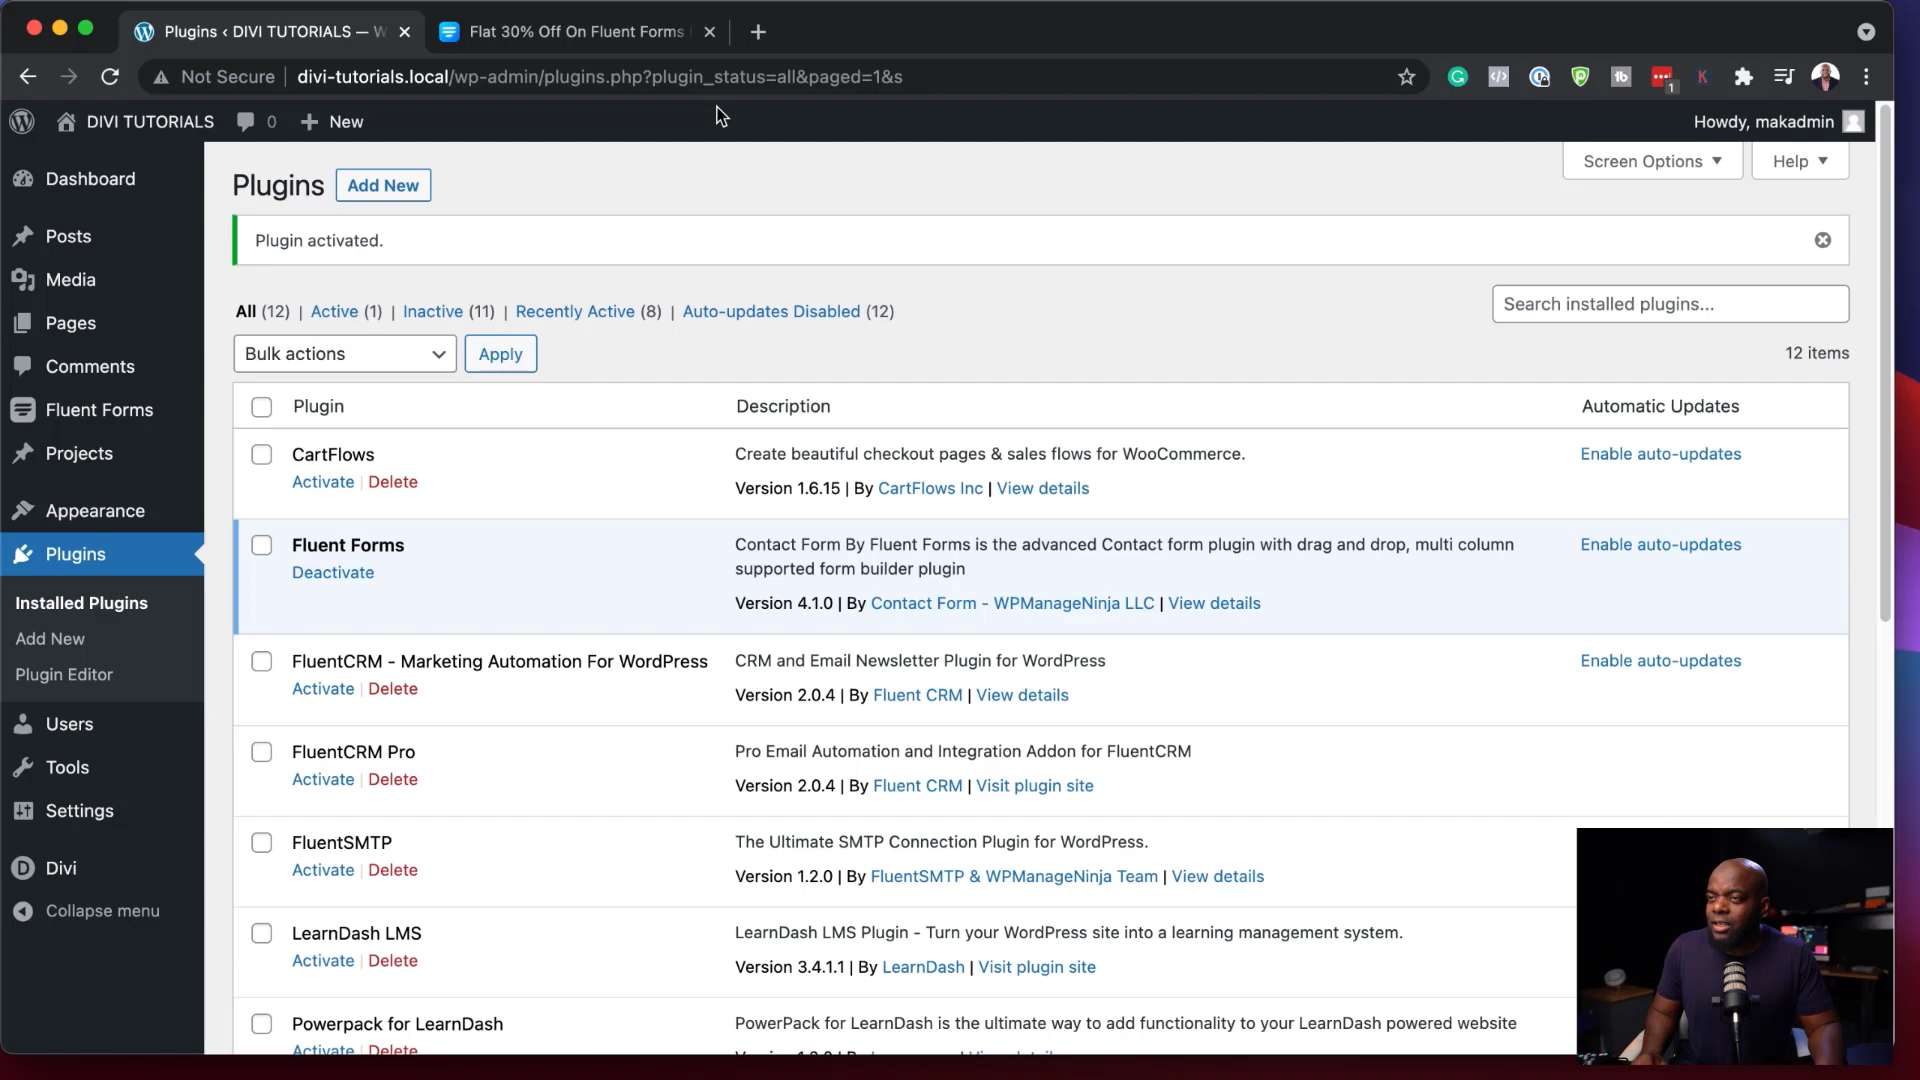 Plugins ‹ DIVI TUTORIALS — W
Flat 30% Off On Fluent Forms
Not Secure
divi-tutorials.local/wp-admin/plugins.php?plugin_status=all&paged=1&s
1
DIVI TUTORIALS
0
New
Howdy, makadmin
Dashboard
Posts
Media
Pages
Comments
Fluent Forms
Projects
Appearance
Plugins
Installed Plugins
Add New
Plugin Editor
Users
Tools
Settings
Divi
Collapse menu
Screen Options
Help
Plugins
Add New
Plugin activated.
All (12) | Active (1) | Inactive (11) | Recently Active (8) | Auto-updates Disabled (12)
Search installed plugins...
Bulk actions
Apply
12 items
Plugin
Description
Automatic Updates
CartFlows
Activate | Delete
Create beautiful checkout pages & sales flows for WooCommerce.
Version 1.6.15 | By CartFlows Inc | View details
Enable auto-updates
Fluent Forms
Deactivate
Contact Form By Fluent Forms is the advanced Contact form plugin with drag and drop, multi column
supported form builder plugin
Version 4.1.0 | By Contact Form - WPManageNinja LLC | View details
Enable auto-updates
FluentCRM - Marketing Automation For WordPress
Activate | Delete
CRM and Email Newsletter Plugin for WordPress
Version 2.0.4 | By Fluent CRM | View details
Enable auto-updates
FluentCRM Pro
Activate | Delete
Pro Email Automation and Integration Addon for FluentCRM
Version 2.0.4 | By Fluent CRM | Visit plugin site
FluentSMTP
Activate | Delete
The Ultimate SMTP Connection Plugin for WordPress.
Version 1.2.0 | By FluentSMTP & WPManageNinja Team | View details
LearnDash LMS
Activate | Delete
LearnDash LMS Plugin - Turn your WordPress site into a learning management system.
Version 3.4.1.1 | By LearnDash | Visit plugin site
Powerpack for LearnDash
Activate | Delete
PowerPack for LearnDash is the ultimate way to add functionality to your LearnDash powered website